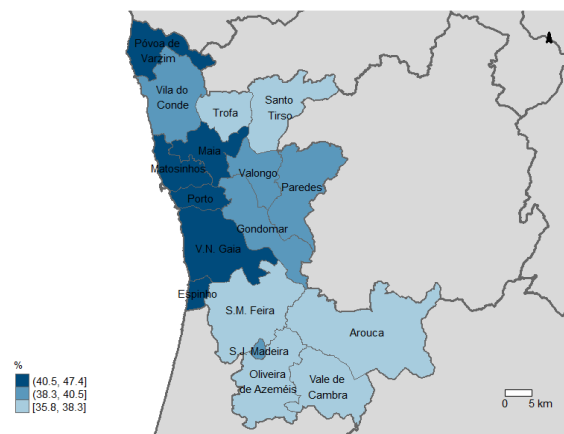 Póvoa de
Varzim
Vila do
Conde
Trofa
Santo
Tirso
Maia
Matosinhos
Valongo
Paredes
Porto
Gondomar
V.N. Gaia
Espinho
S.M. Feira
Arouca
S.J. Madeira
Oliveira
de Azeméis
Vale de
Cambra
%
(40.5, 47.4]
(38.3, 40.5]
[35.8, 38.3]
0 5 km